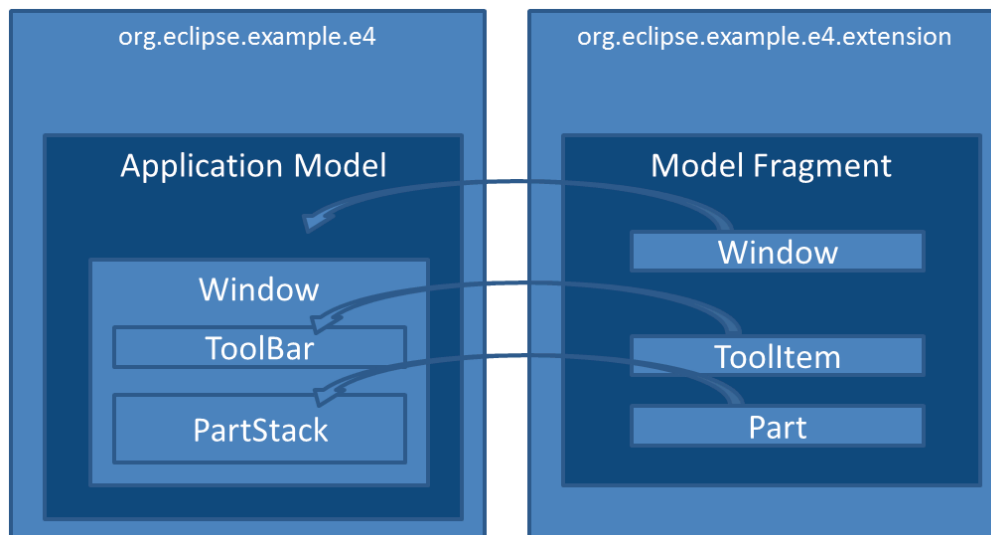 org.eclipse.example.e4
Application Model
Window
ToolBar
PartStack
org.eclipse.example.e4.extension
Model Fragment
Window
ToolItem
Part